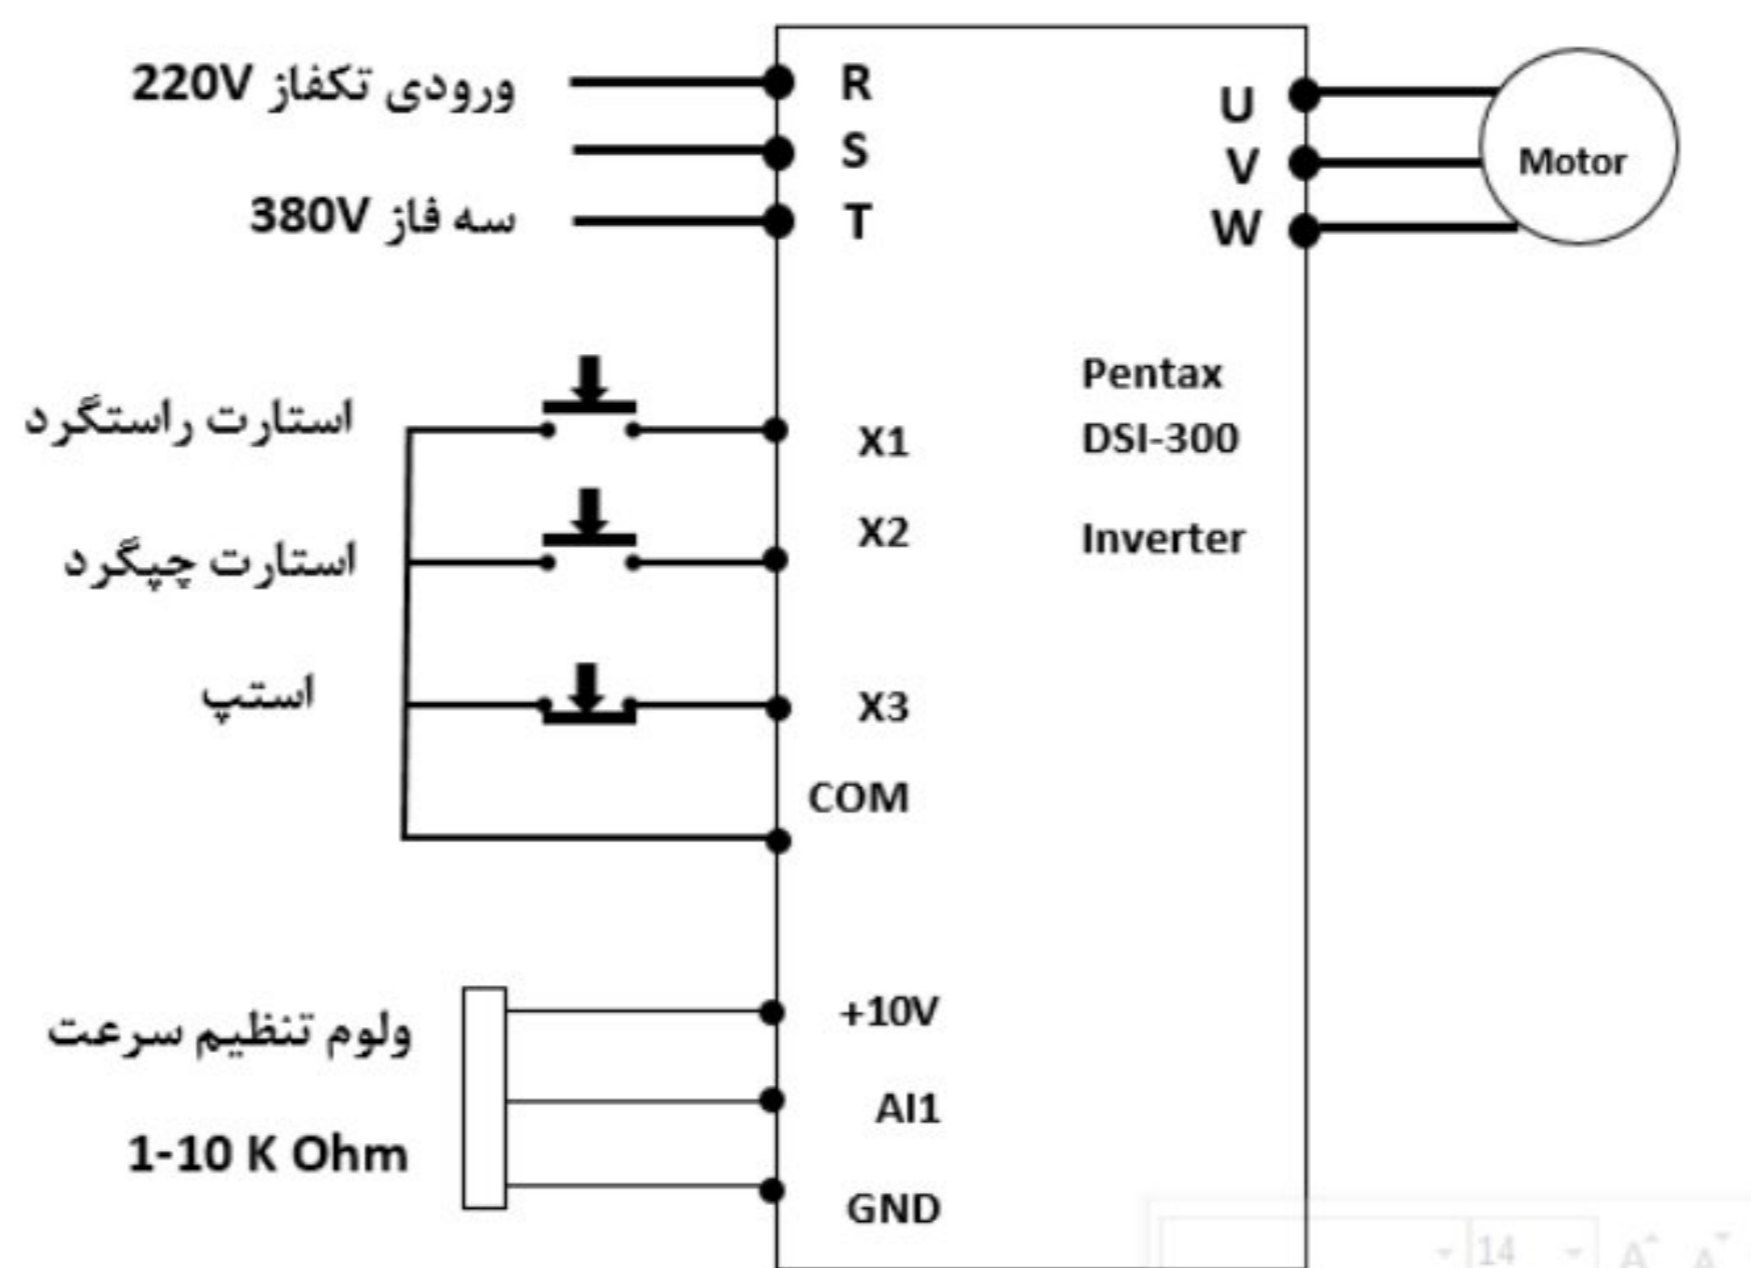 ورودی تکفاز 220V
R
S
سه فاز 380V
T
U
V
W
Motor
Pentax
DSI-300
Inverter
استارت راستگرد
X1
استارت چپگرد
X2
استپ
X3
COM
ولوم تنظیم سرعت
1-10 K Ohm
+10V
AI1
GND
14
A A